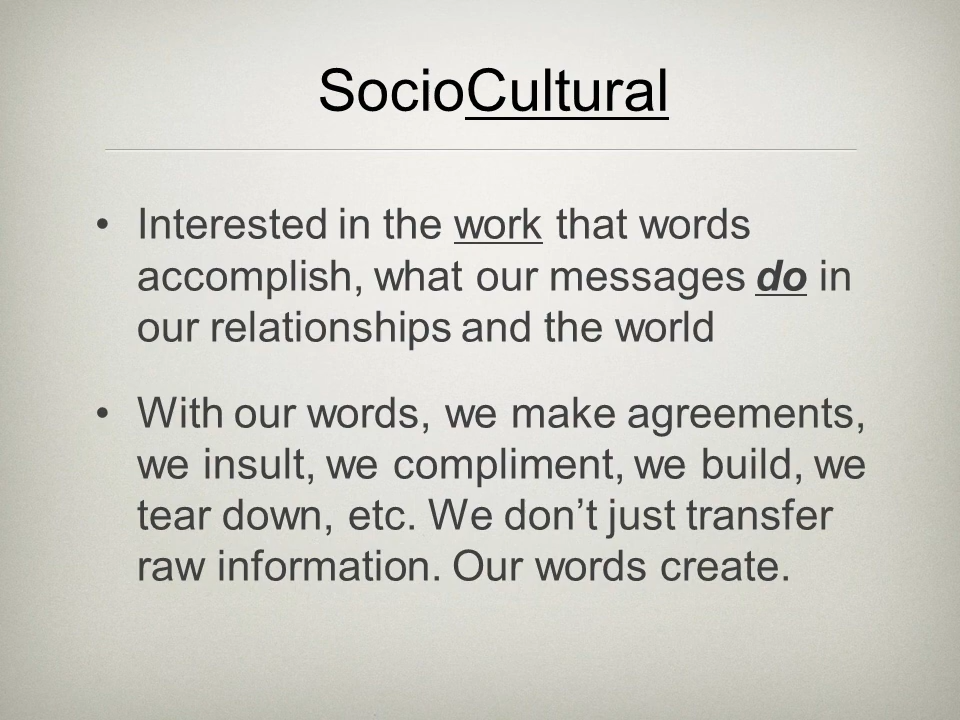 SocioCultural
• Interested in the work that words
accomplish, what our messages do in
our relationships and the world
• With our words, we make agreements,
we insult, we compliment, we build, we
tear down, etc. We don’t just transfer
raw information. Our words create.